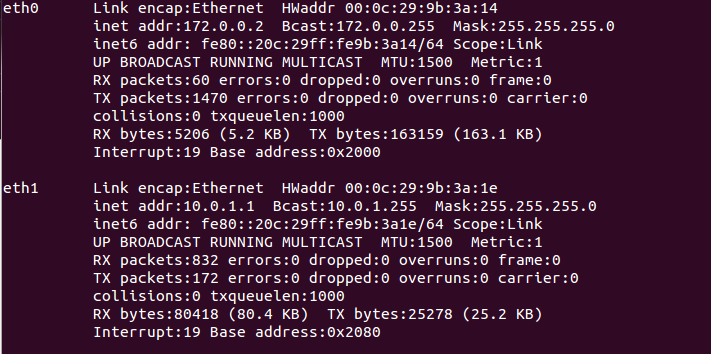 eth0      Link encap:Ethernet  HWaddr 00:0c:29:9b:3a:14
          inet addr:172.0.0.2  Bcast:172.0.0.255  Mask:255.255.255.0
          inet6 addr: fe80::20c:29ff:fe9b:3a14/64 Scope:Link
          UP BROADCAST RUNNING MULTICAST  MTU:1500  Metric:1
          RX packets:60 errors:0 dropped:0 overruns:0 frame:0
          TX packets:1470 errors:0 dropped:0 overruns:0 carrier:0
          collisions:0 txqueuelen:1000
          RX bytes:5206 (5.2 KB)  TX bytes:163159 (163.1 KB)
          Interrupt:19 Base address:0x2000

eth1      Link encap:Ethernet  HWaddr 00:0c:29:9b:3a:1e
          inet addr:10.0.1.1  Bcast:10.0.1.255  Mask:255.255.255.0
          inet6 addr: fe80::20c:29ff:fe9b:3a1e/64 Scope:Link
          UP BROADCAST RUNNING MULTICAST  MTU:1500  Metric:1
          RX packets:832 errors:0 dropped:0 overruns:0 frame:0
          TX packets:172 errors:0 dropped:0 overruns:0 carrier:0
          collisions:0 txqueuelen:1000
          RX bytes:80418 (80.4 KB)  TX bytes:25278 (25.2 KB)
          Interrupt:19 Base address:0x2080